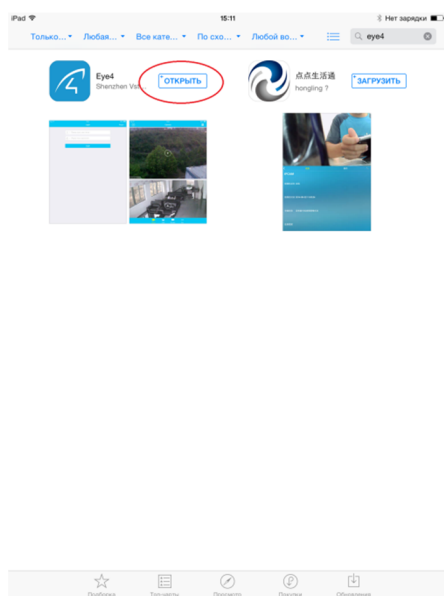 iPad 15:11 Нет зарядки
Только... Любая... Все кате... По схо... Любой во... eye4
Eye4
Shenzhen Vst...
ОТКРЫТЬ
点点生活通
hongling ?
ЗАГРУЗИТЬ
Подборка Топ-чарты Просмотр Покупки Обновления